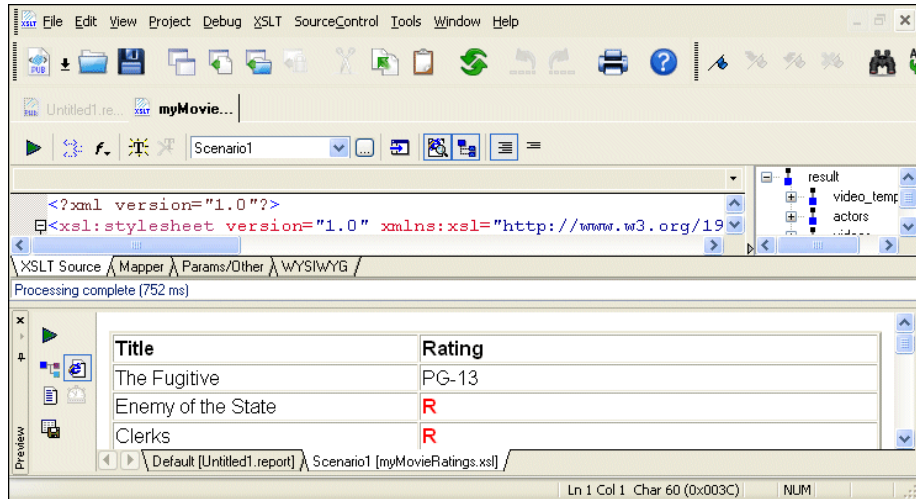 File Edit View Project Debug XSLT SourceControl Tools Window Help
Untitled1.re... myMovie...
Scenario1
<?xml version="1.0"?>
<xsl:stylesheet version="1.0" xmlns:xsl="http://www.w3.org/19
result
video_temp
actors
XSLT Source Mapper Params/Other WYSIWYG
Processing complete (752 ms)
Title Rating
The Fugitive PG-13
Enemy of the State R
Clerks R
Preview
Default [Untitled1.report] Scenario1 [myMovieRatings.xsl]
Ln 1 Col 1 Char 60 (0x003C) NUM